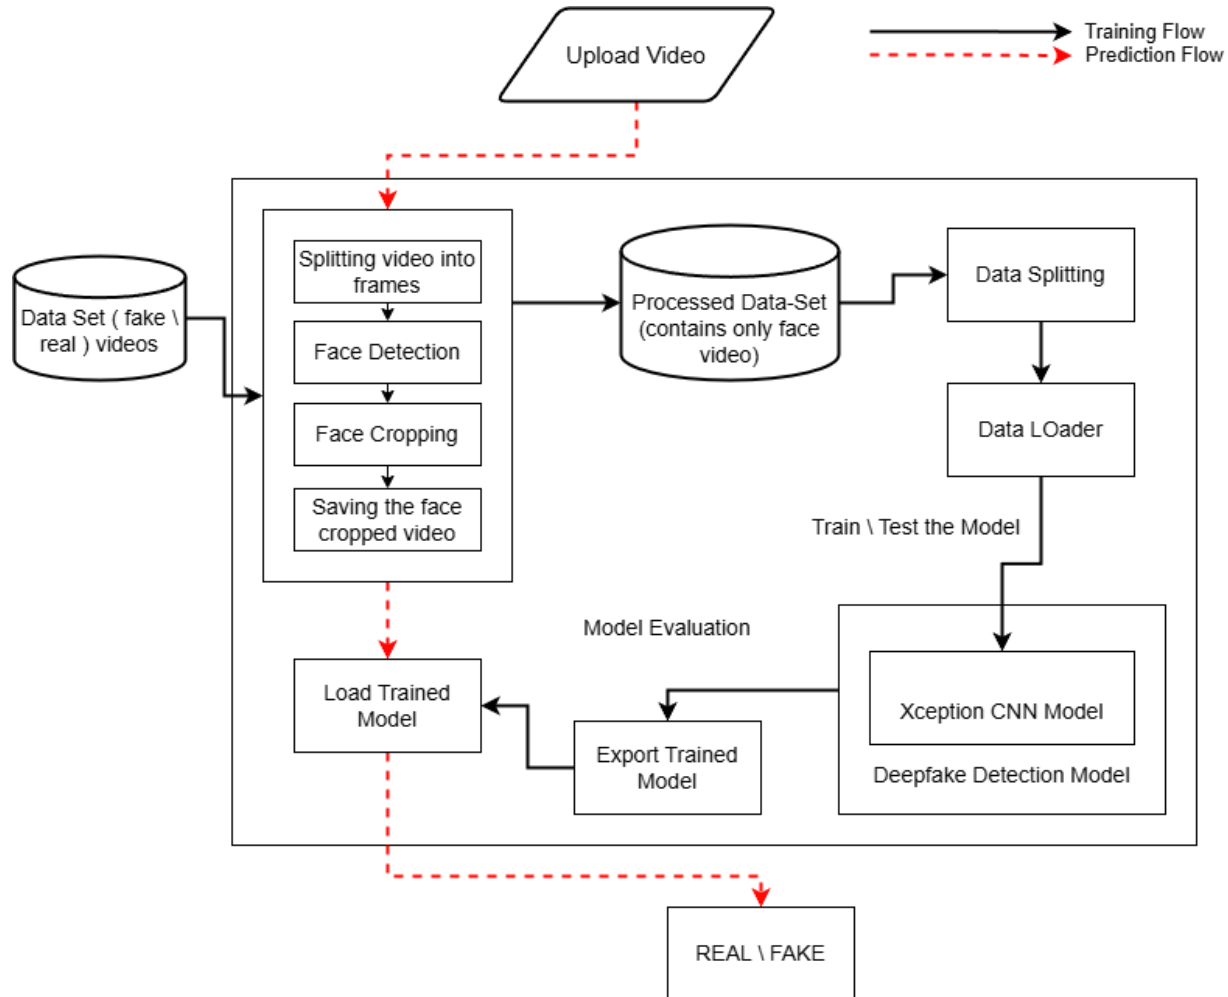 Upload Video
Training Flow
Prediction Flow
Data Set ( fake \
real ) videos
Splitting video into
frames
Face Detection
Face Cropping
Saving the face
cropped video
Processed Data-Set
(contains only face
video)
Data Splitting
Data LOader
Train \ Test the Model
Xception CNN Model
Deepfake Detection Model
Model Evaluation
Export Trained
Model
Load Trained
Model
REAL \ FAKE